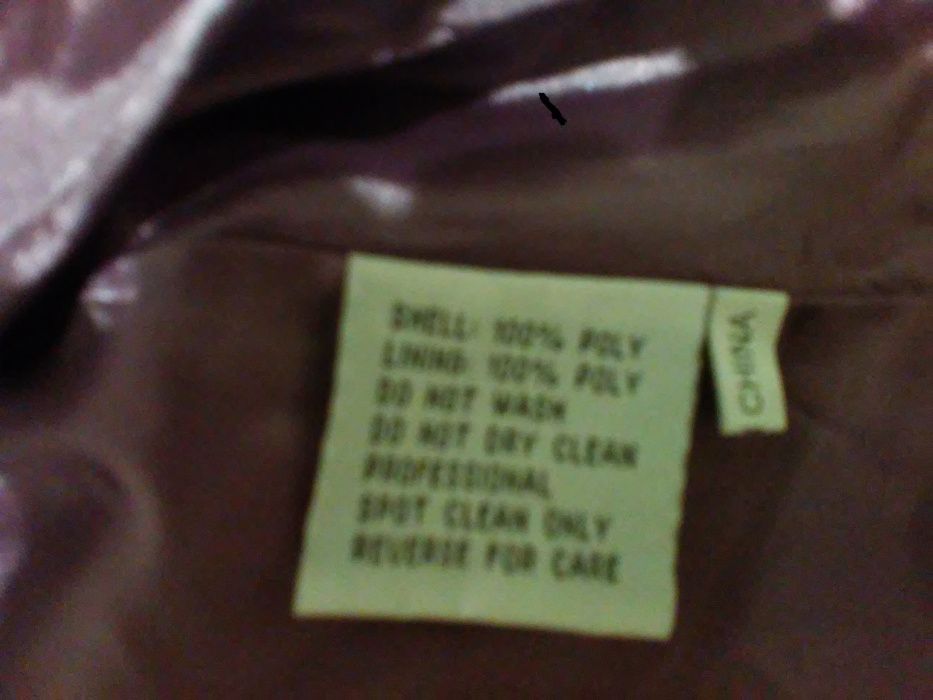 SHELL: 100% POLY
LINING: 100% POLY
DO NOT WASH
DO NOT DRY CLEAN
PROFESSIONAL
SPOT CLEAN ONLY
REVERSE FOR CARE
CHINA